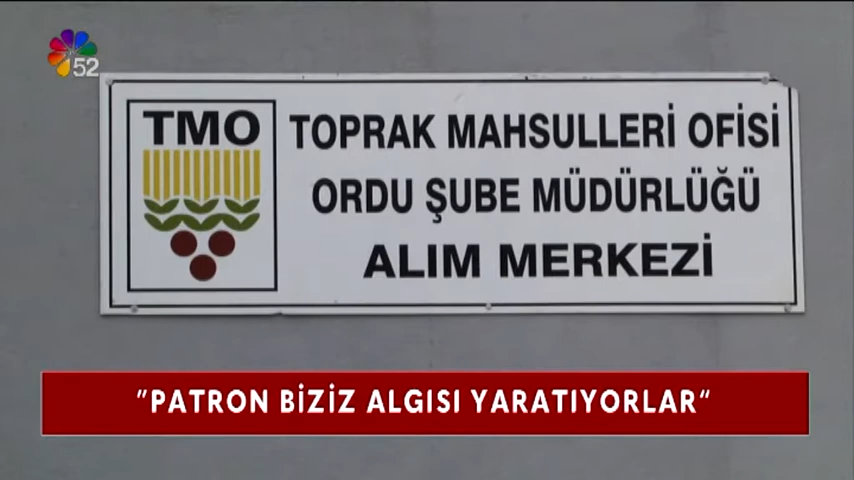 52
TMO
TOPRAK MAHSULLERİ OFİSİ
ORDU ŞUBE MÜDÜRLÜĞÜ
ALIM MERKEZİ
"PATRON BİZİZ ALGISI YARATIYORLAR"